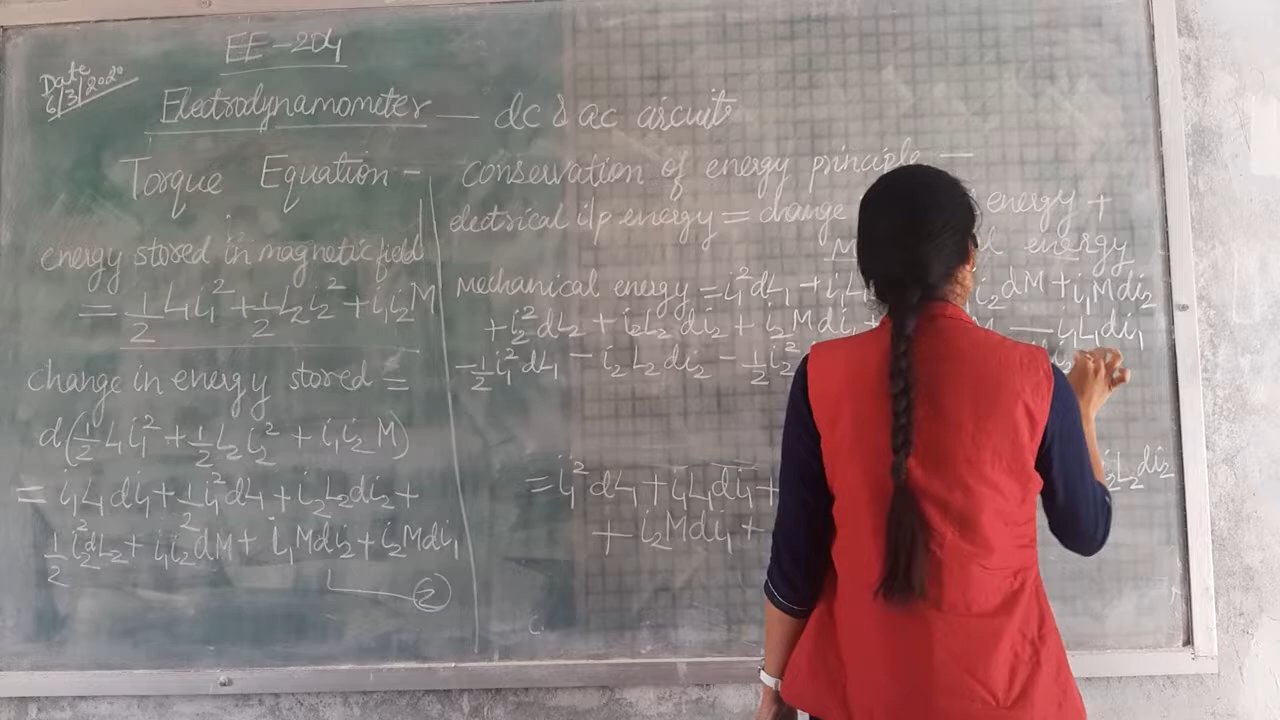 EE-204
Date
6/3/2020
Electrodynamometer — dc & ac circuits
Torque Equation -
energy stored in magnetic field
= 1/2 L₁i₁² + 1/2 L₂i₂² + i₁i₂M
change in energy stored =
d(1/2 L₁i₁² + 1/2 L₂i₂² + i₁i₂M)
= i₁L₁di₁ + 1/2 i₁²dL₁ + i₂L₂di₂ +
1/2 i₂²dL₂ + i₁i₂dM + i₁Mdi₂ + i₂Mdi₁
②
conservation of energy principle —
electrical i/p energy = change energy +
energy
mechanical energy = i₁²dL₁ + i₁L₁ i₂dM + i₁Mdi₂
+ i₂²dL₂ + i₂L₂di₂ + i₂Mdi₁ — i₁L₁di₁
- 1/2 i₁²dL₁ - i₂L₂di₂ - 1/2 i₂²
= i₁²dL₁ + i₁L₁di₁ + i₂L₂di₂
+ i₂Mdi₁ +